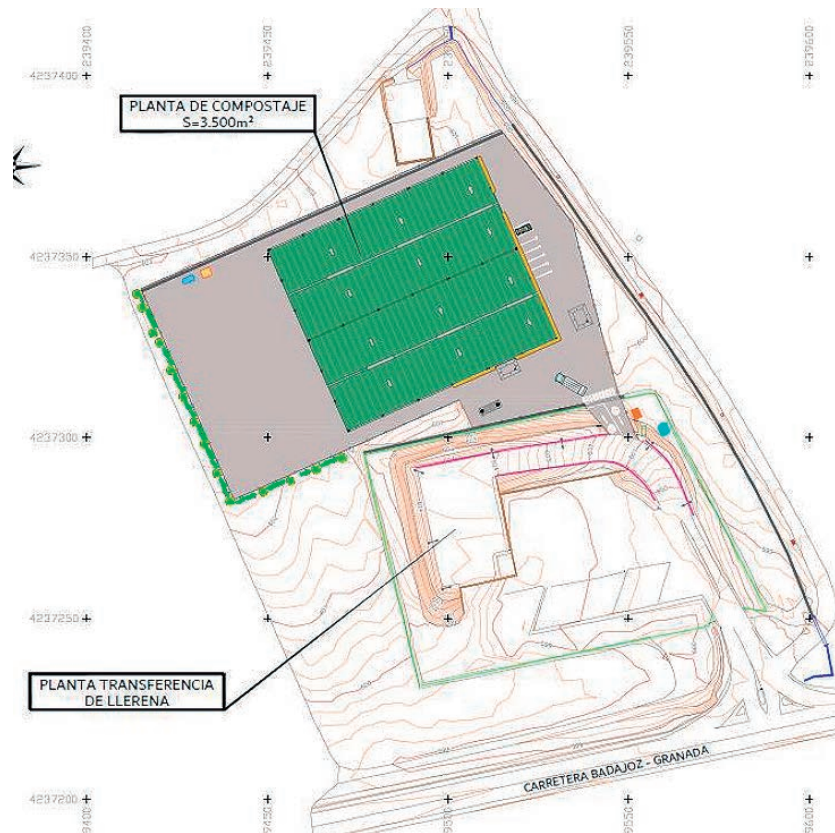 239400
239450
239550
239600
4237400
PLANTA DE COMPOSTAJE
S=3.500m²
4237350
4237300
4237250
PLANTA TRANSFERENCIA
DE LLERENA
CARRETERA BADAJOZ - GRANADA
4237200